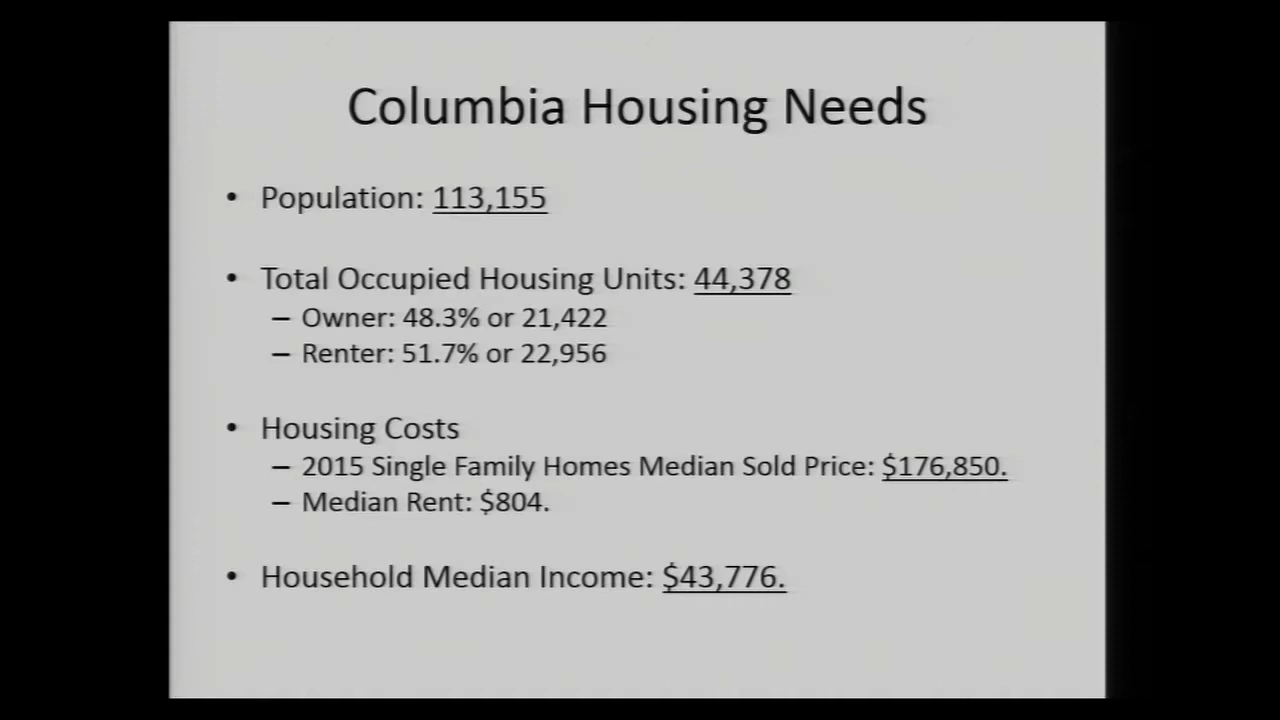 Columbia Housing Needs
• Population: 113,155
• Total Occupied Housing Units: 44,378
– Owner: 48.3% or 21,422
– Renter: 51.7% or 22,956
• Housing Costs
– 2015 Single Family Homes Median Sold Price: $176,850.
– Median Rent: $804.
• Household Median Income: $43,776.